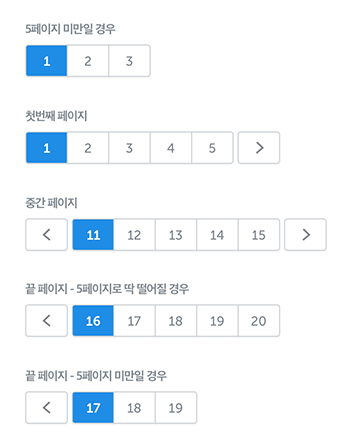 5페이지 미만일 경우
1 2 3
첫번째 페이지
1 2 3 4 5 >
중간 페이지
< 11 12 13 14 15 >
끝 페이지 - 5페이지로 딱 떨어질 경우
< 16 17 18 19 20
끝 페이지 - 5페이지 미만일 경우
< 17 18 19